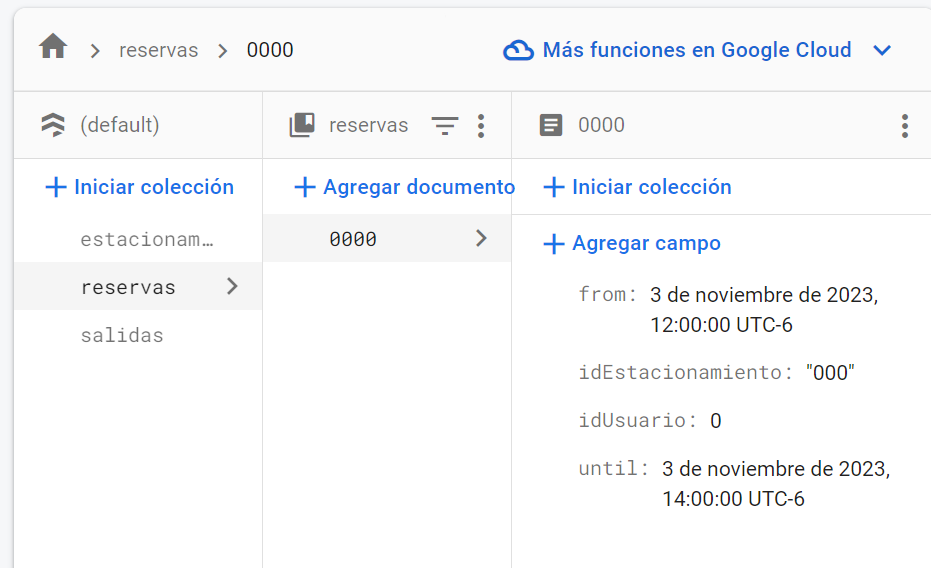 reservas
0000
Más funciones en Google Cloud
(default)
reservas
0000
Iniciar colección
Agregar documento
Iniciar colección
estacionam…
0000
Agregar campo
reservas
from: 3 de noviembre de 2023,
12:00:00 UTC-6
salidas
idEstacionamiento: "000"
idUsuario: 0
until: 3 de noviembre de 2023,
14:00:00 UTC-6